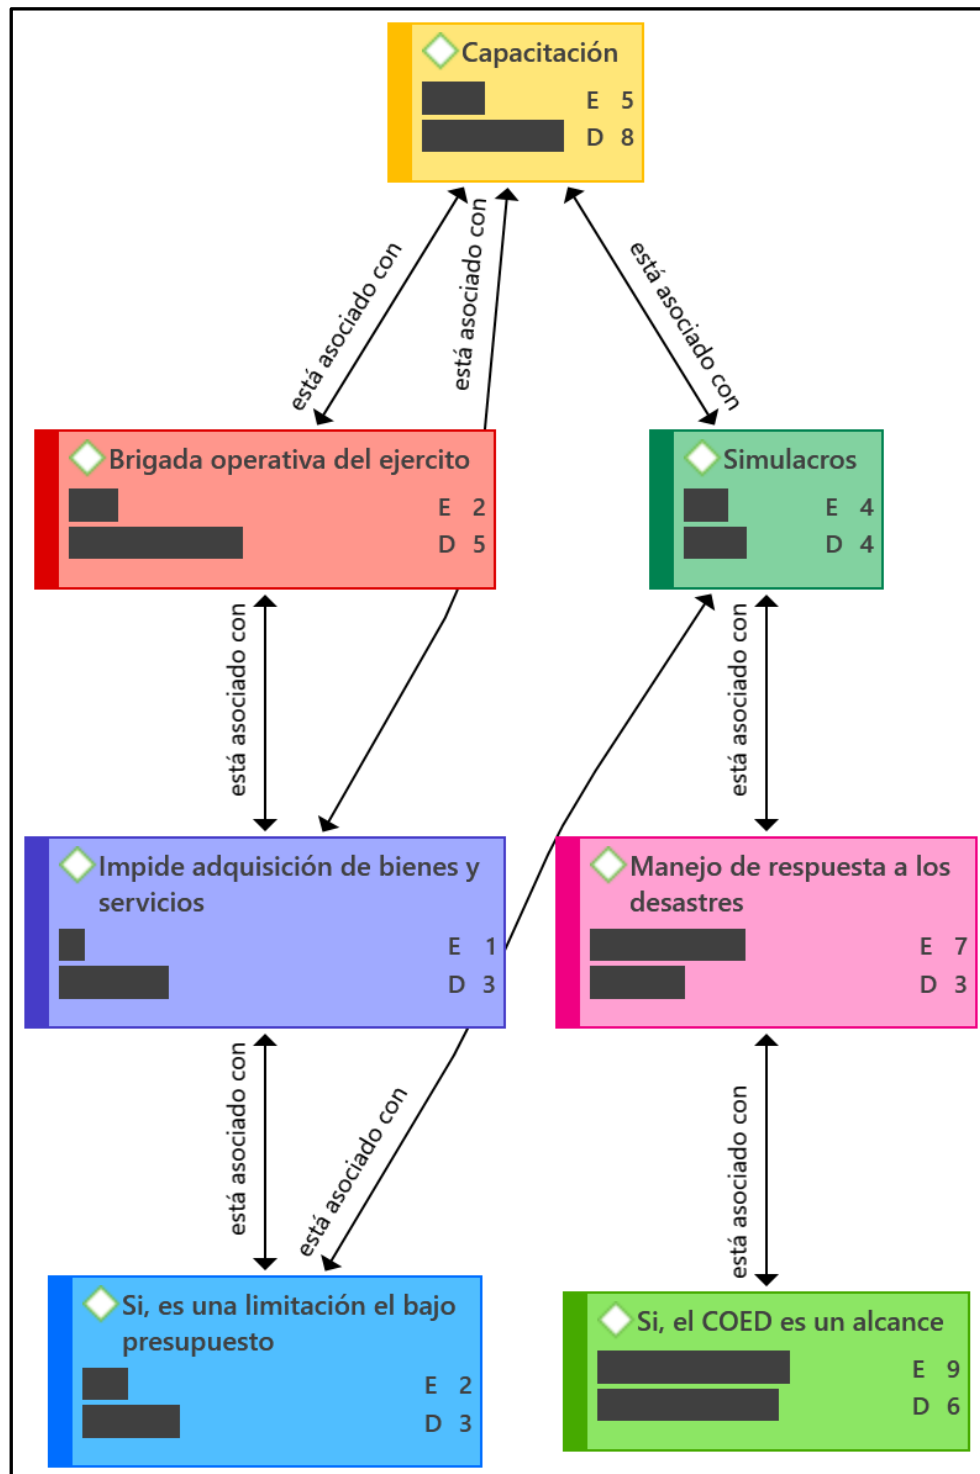 Capacitación
E 5
D 8
está asociado con
está asociado con
está asociado con
Brigada operativa del ejercito
E 2
D 5
Simulacros
E 4
D 4
está asociado con
está asociado con
Impide adquisición de bienes y
servicios
E 1
D 3
Manejo de respuesta a los
desastres
E 7
D 3
está asociado con
está asociado con
está asociado con
Si, es una limitación el bajo
presupuesto
E 2
D 3
Si, el COED es un alcance
E 9
D 6